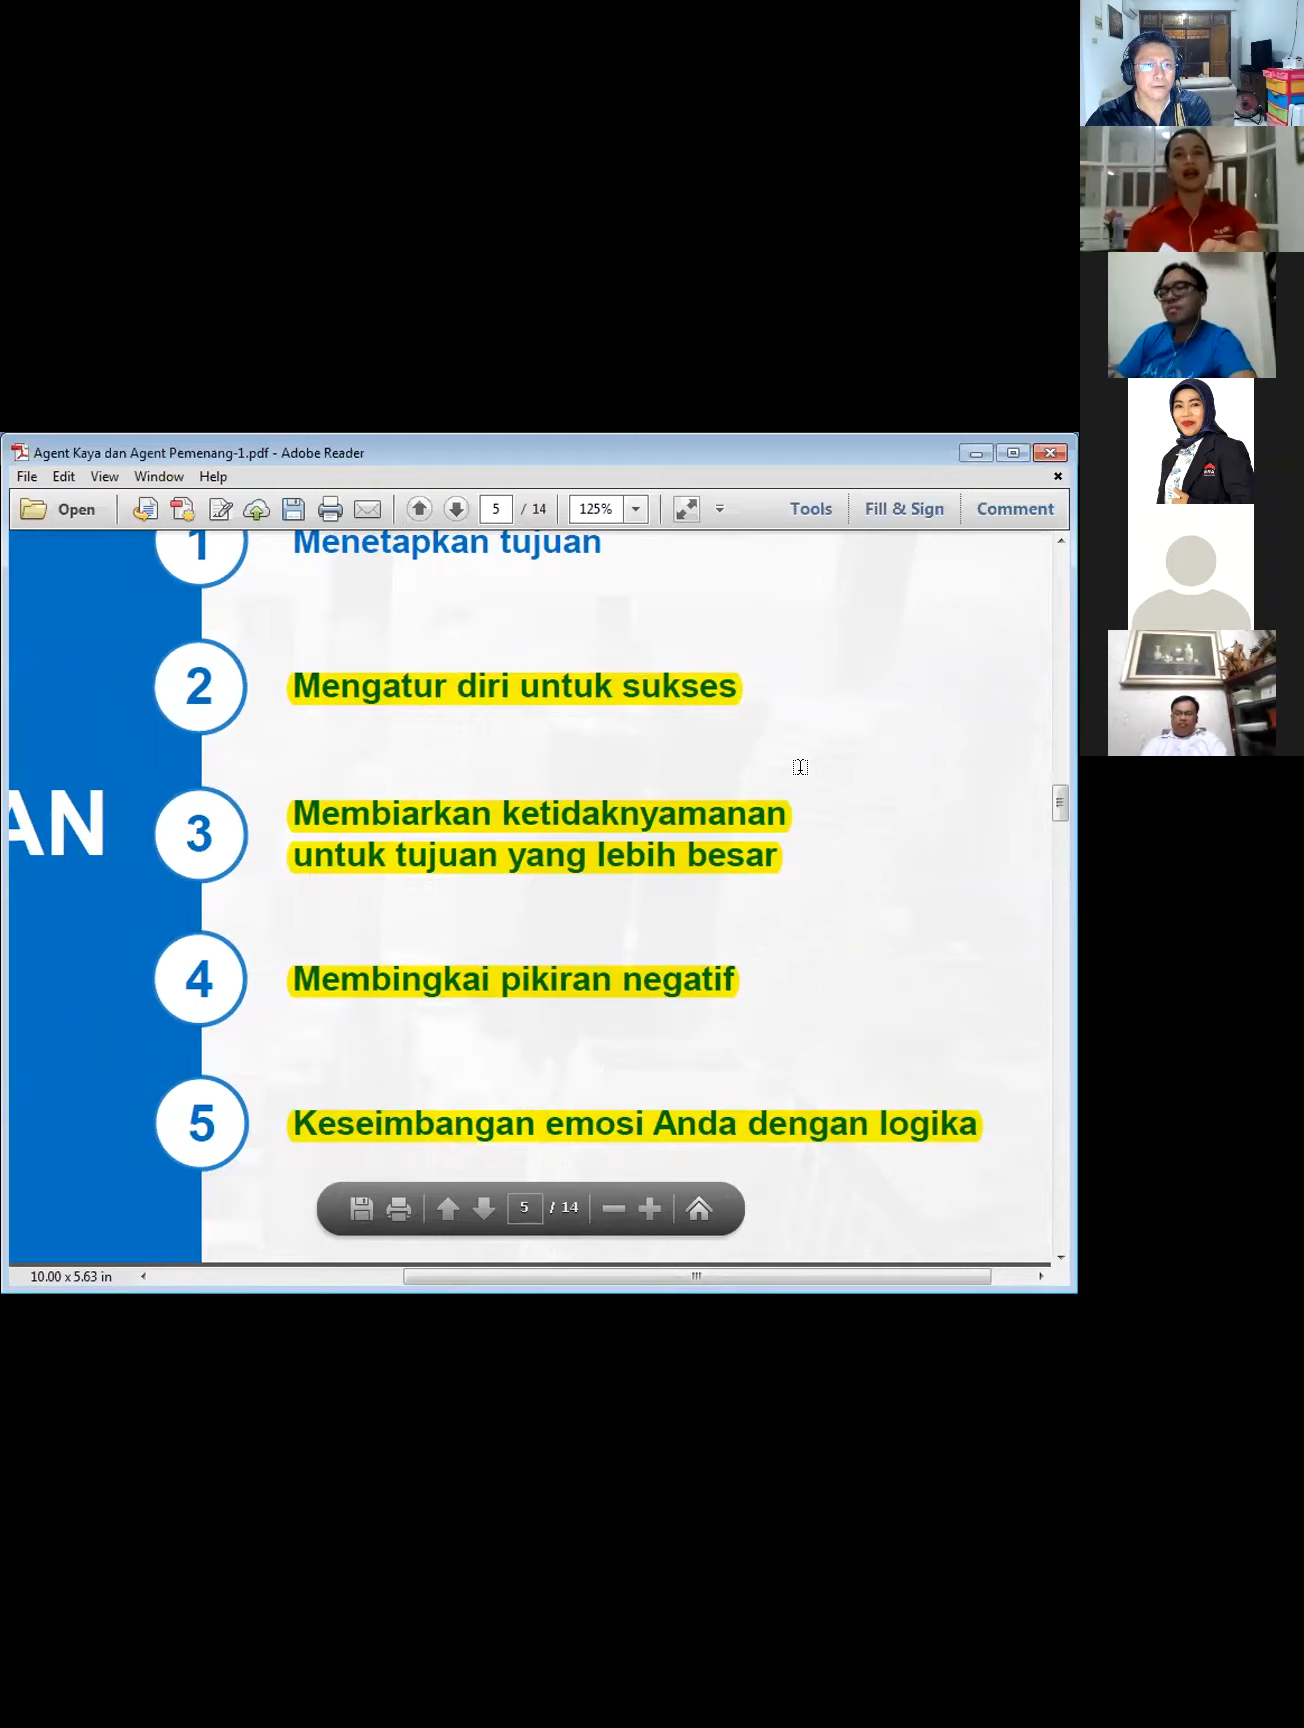 Agent Kaya dan Agent Pemenang-1.pdf - Adobe Reader
File Edit View Window Help
Open 5 / 14 125% Tools Fill & Sign Comment
1 Menetapkan tujuan
2 Mengatur diri untuk sukses
AN
3 Membiarkan ketidaknyamanan
untuk tujuan yang lebih besar
4 Membingkai pikiran negatif
5 Keseimbangan emosi Anda dengan logika
5 / 14
10.00 x 5.63 in